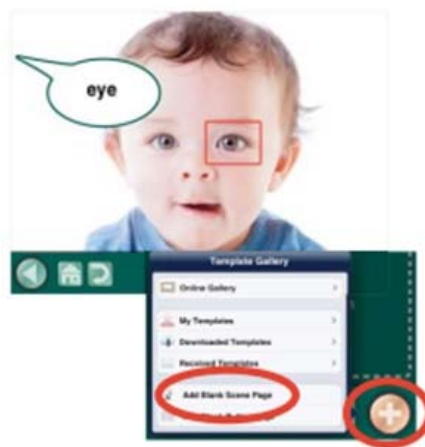 eye
Template Gallery
Online Gallery
My Templates
Downloaded Templates
Received Templates
Add Blank Scene Page